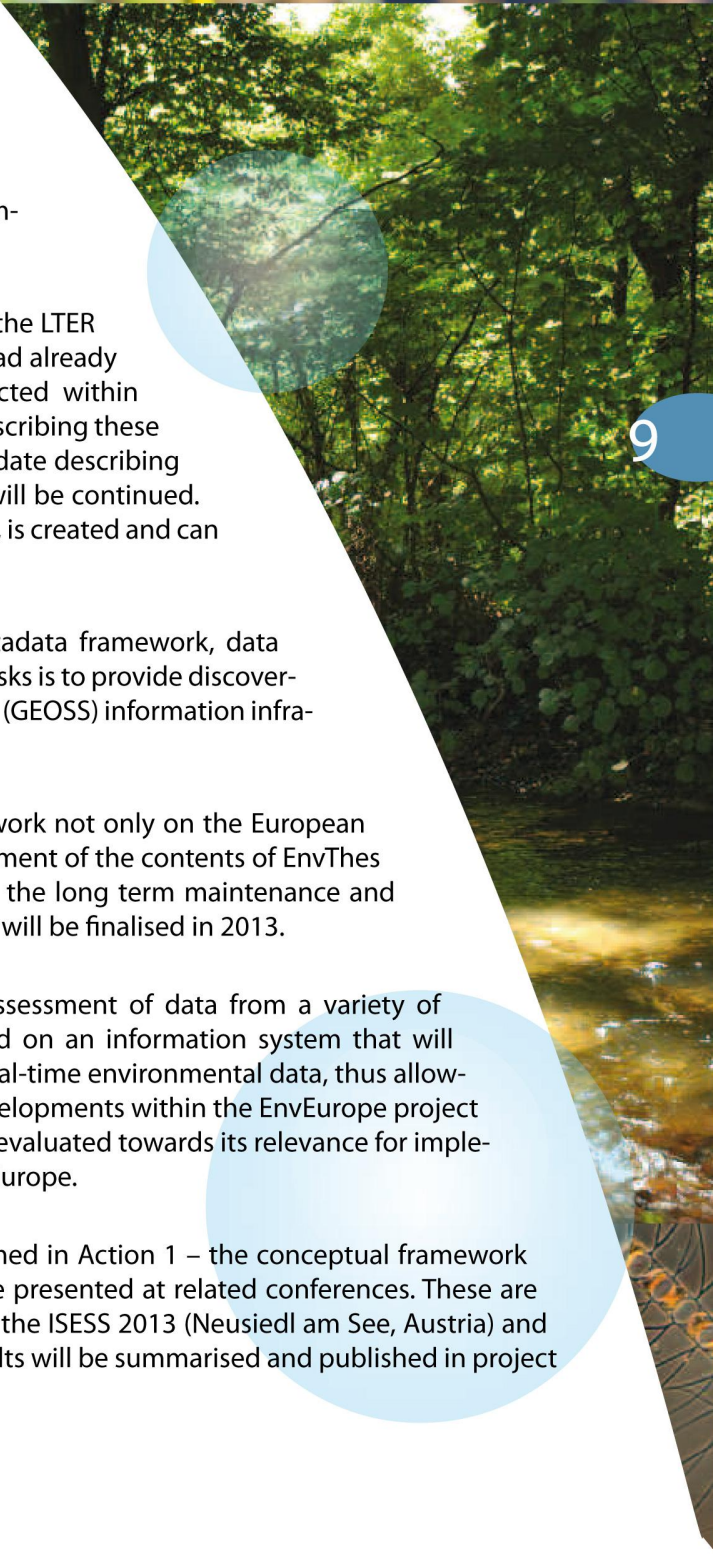 n-
the LTER
ad already
cted within
scribing these
date describing
will be continued.
is created and can
9
tadata framework, data
sks is to provide discover-
(GEOSS) information infra-
work not only on the European
ment of the contents of EnvThes
the long term maintenance and
will be finalised in 2013.
ssessment of data from a variety of
d on an information system that will
al-time environmental data, thus allow-
elopments within the EnvEurope project
evaluated towards its relevance for imple-
urope.
ned in Action 1 – the conceptual framework
e presented at related conferences. These are
the ISESS 2013 (Neusiedl am See, Austria) and
lts will be summarised and published in project